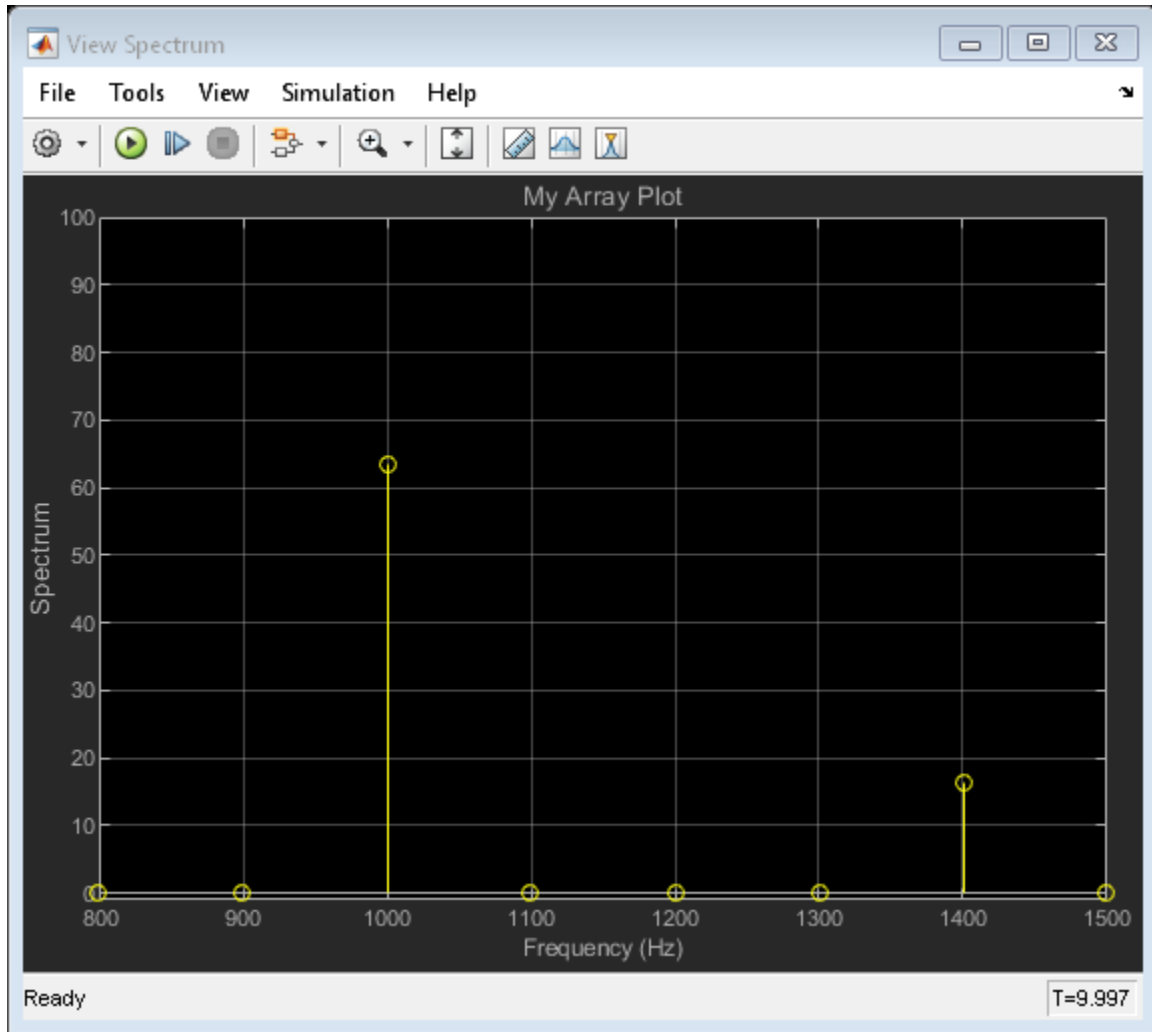 View Spectrum
File Tools View Simulation Help
My Array Plot
100
90
80
70
60
50
40
30
20
10
0
Spectrum
800 900 1000 1100 1200 1300 1400 1500
Frequency (Hz)
Ready T=9.997